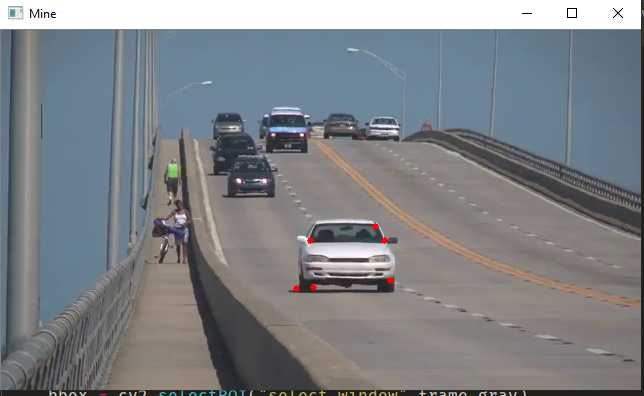 Mine
bbox = cv2.selectROI("select window",frame_gray)